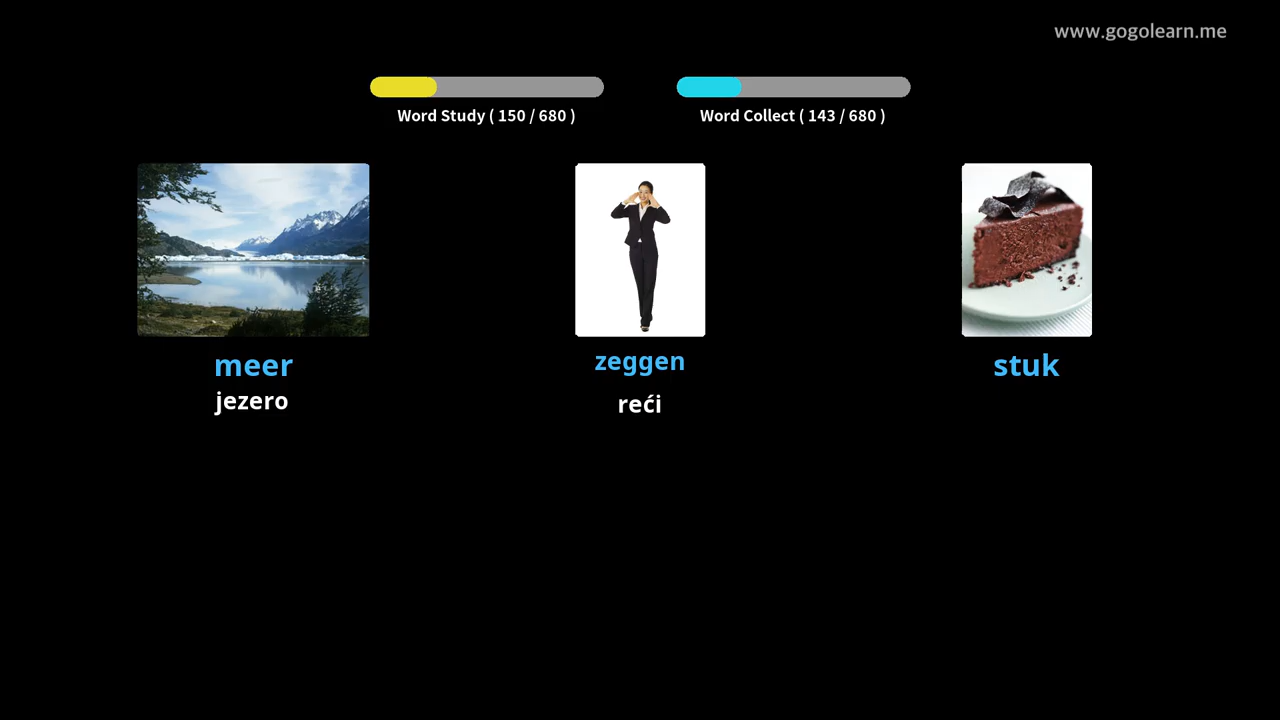 www.gogolearn.me
Word Study ( 150 / 680 )
Word Collect ( 143 / 680 )
meer
jezero
zeggen
reći
stuk